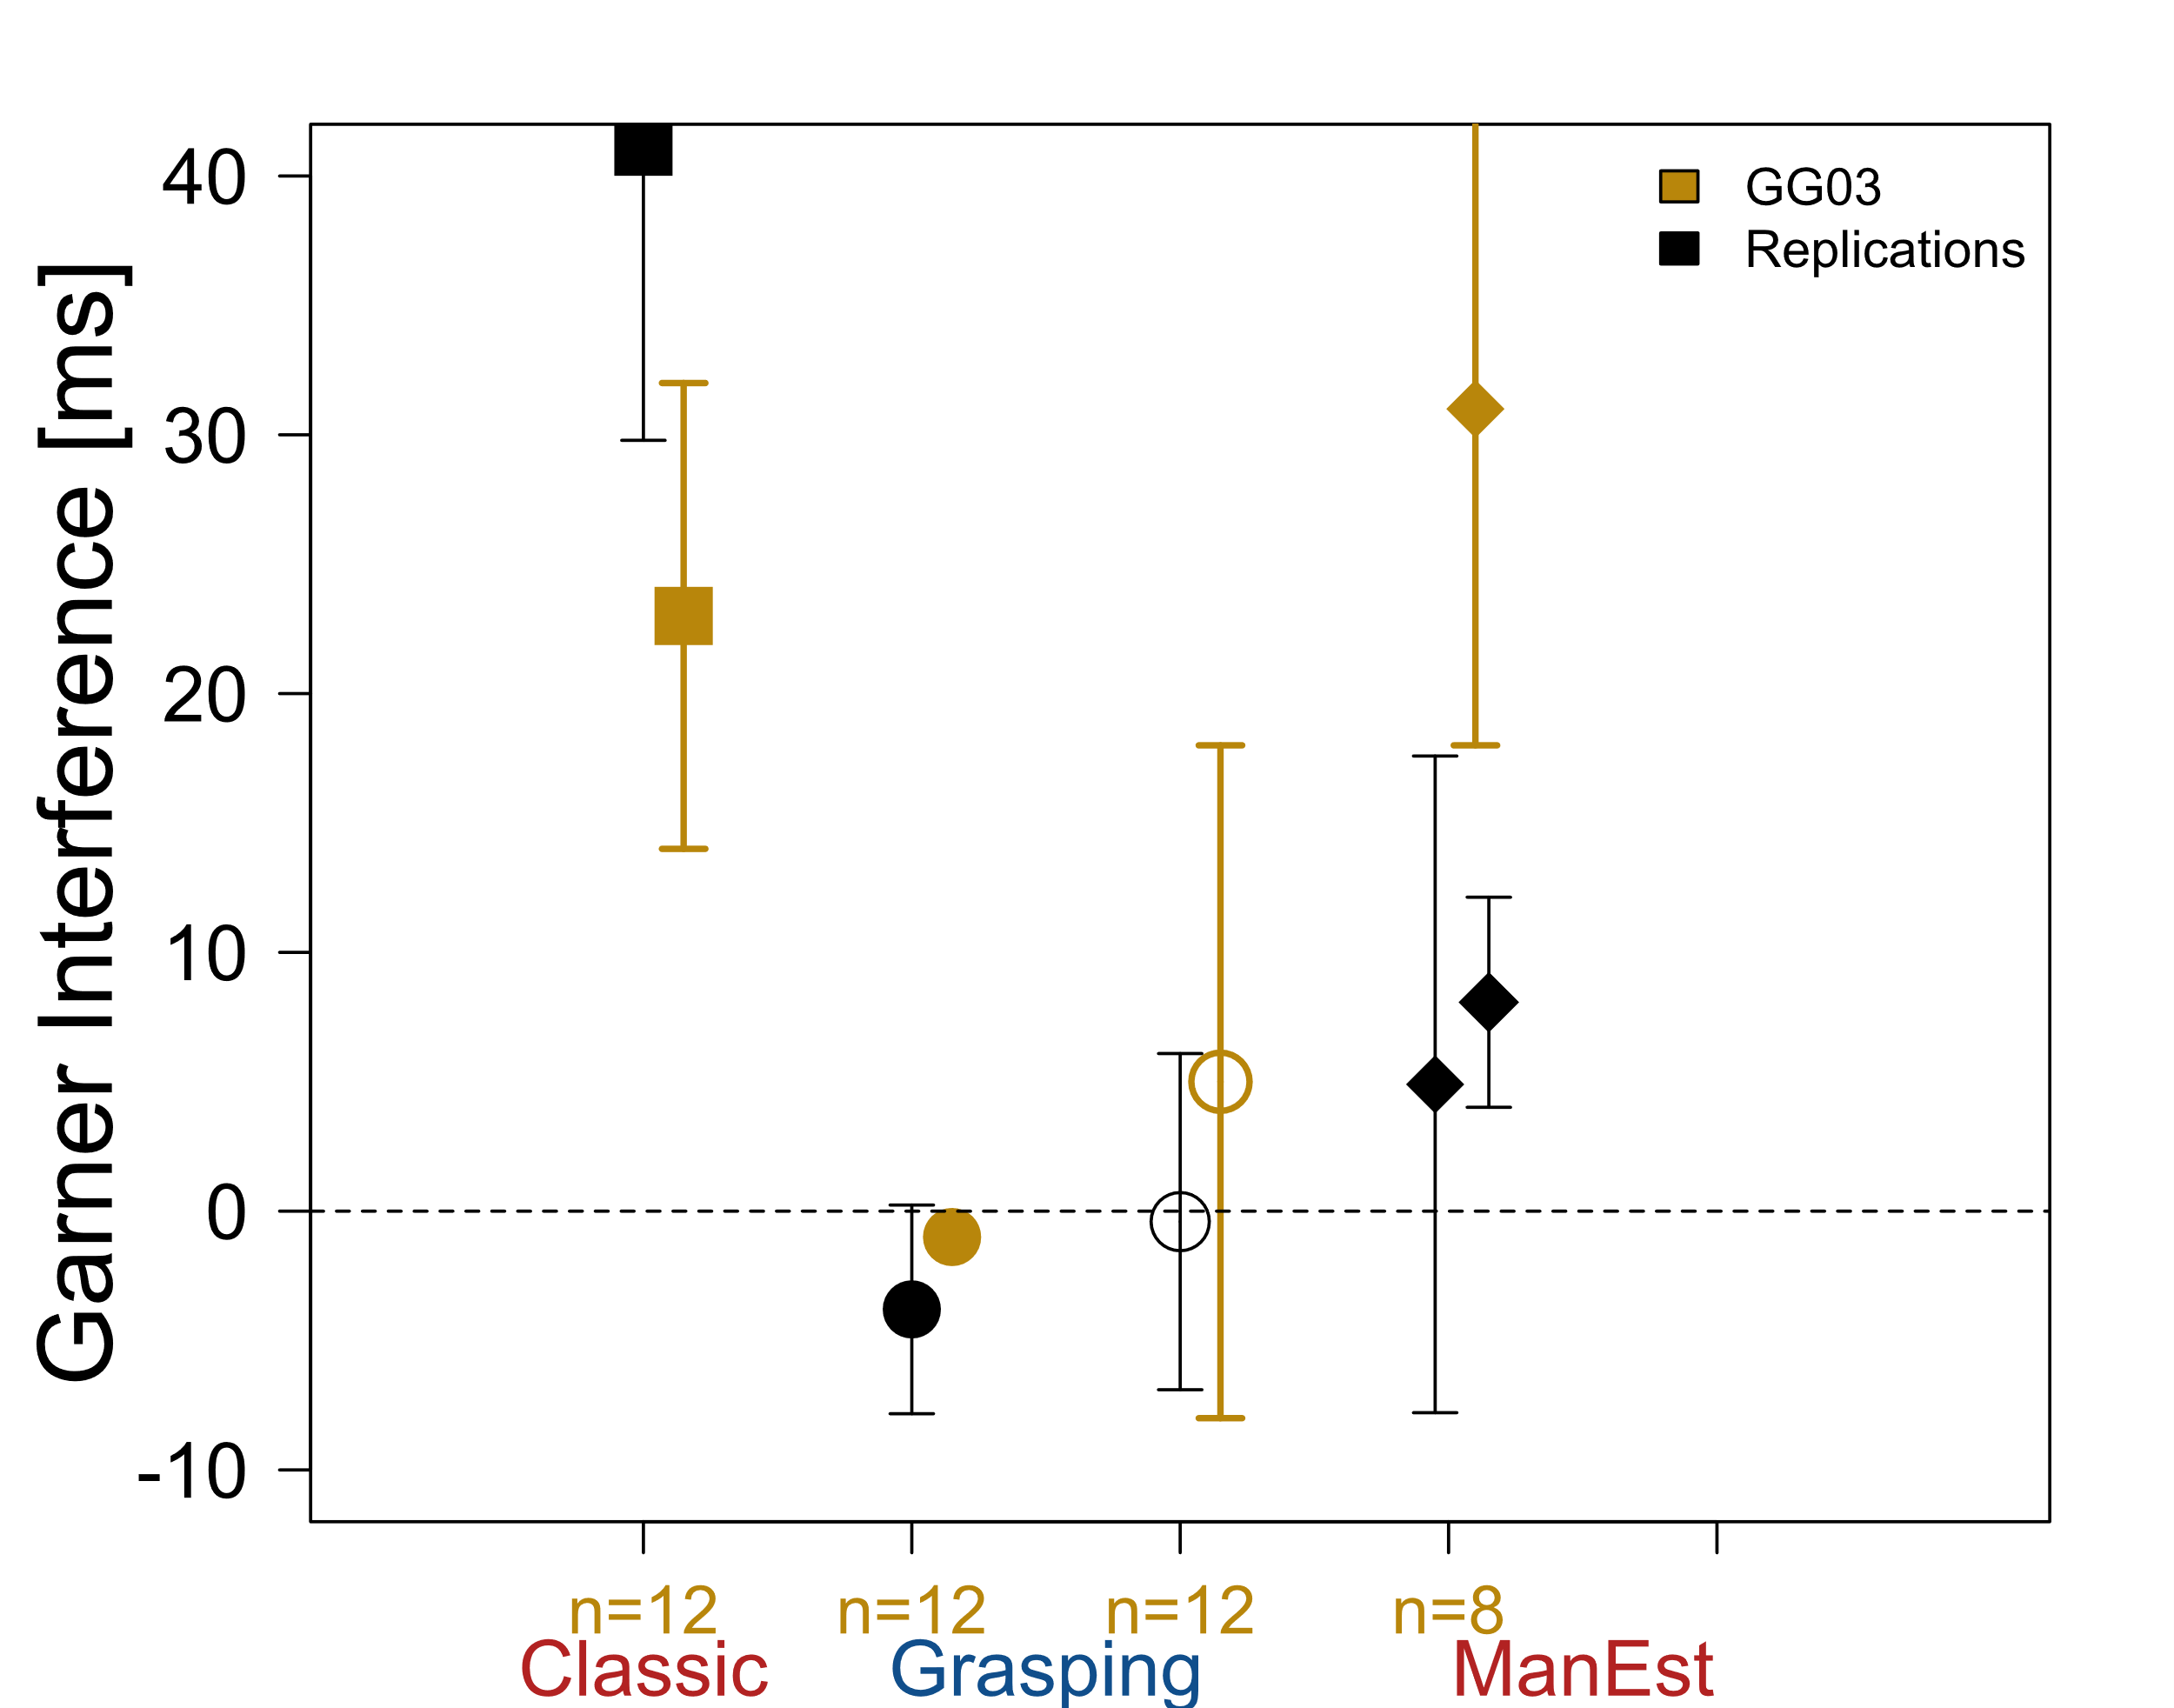 Garner Interference [ms]
40
30
20
10
0
-10
GG03
Replications
n=12 n=12 n=12 n=8
Classic Grasping ManEst